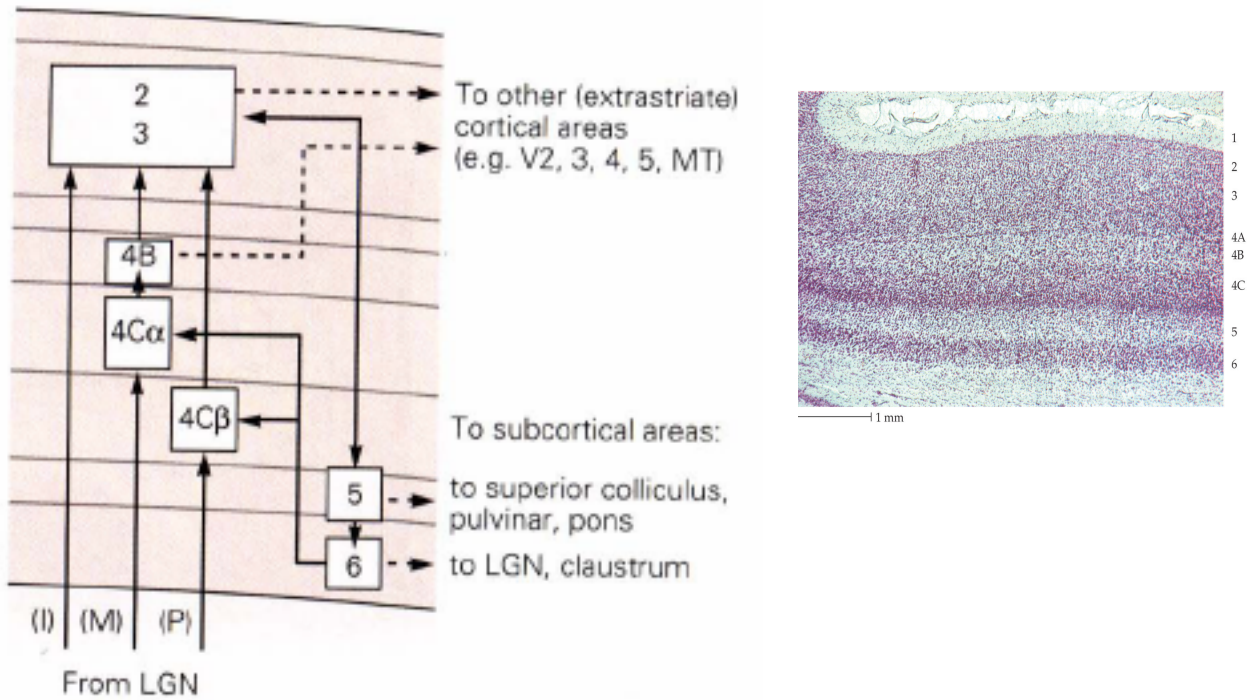 2
3
To other (extrastriate)
cortical areas
(e.g. V2, 3, 4, 5, MT)
4B
4Cα
4Cβ
To subcortical areas:
5
to superior colliculus,
pulvinar, pons
6
to LGN, claustrum
(I) (M) (P)
From LGN
1
2
3
4A
4B
4C
5
6
1 mm